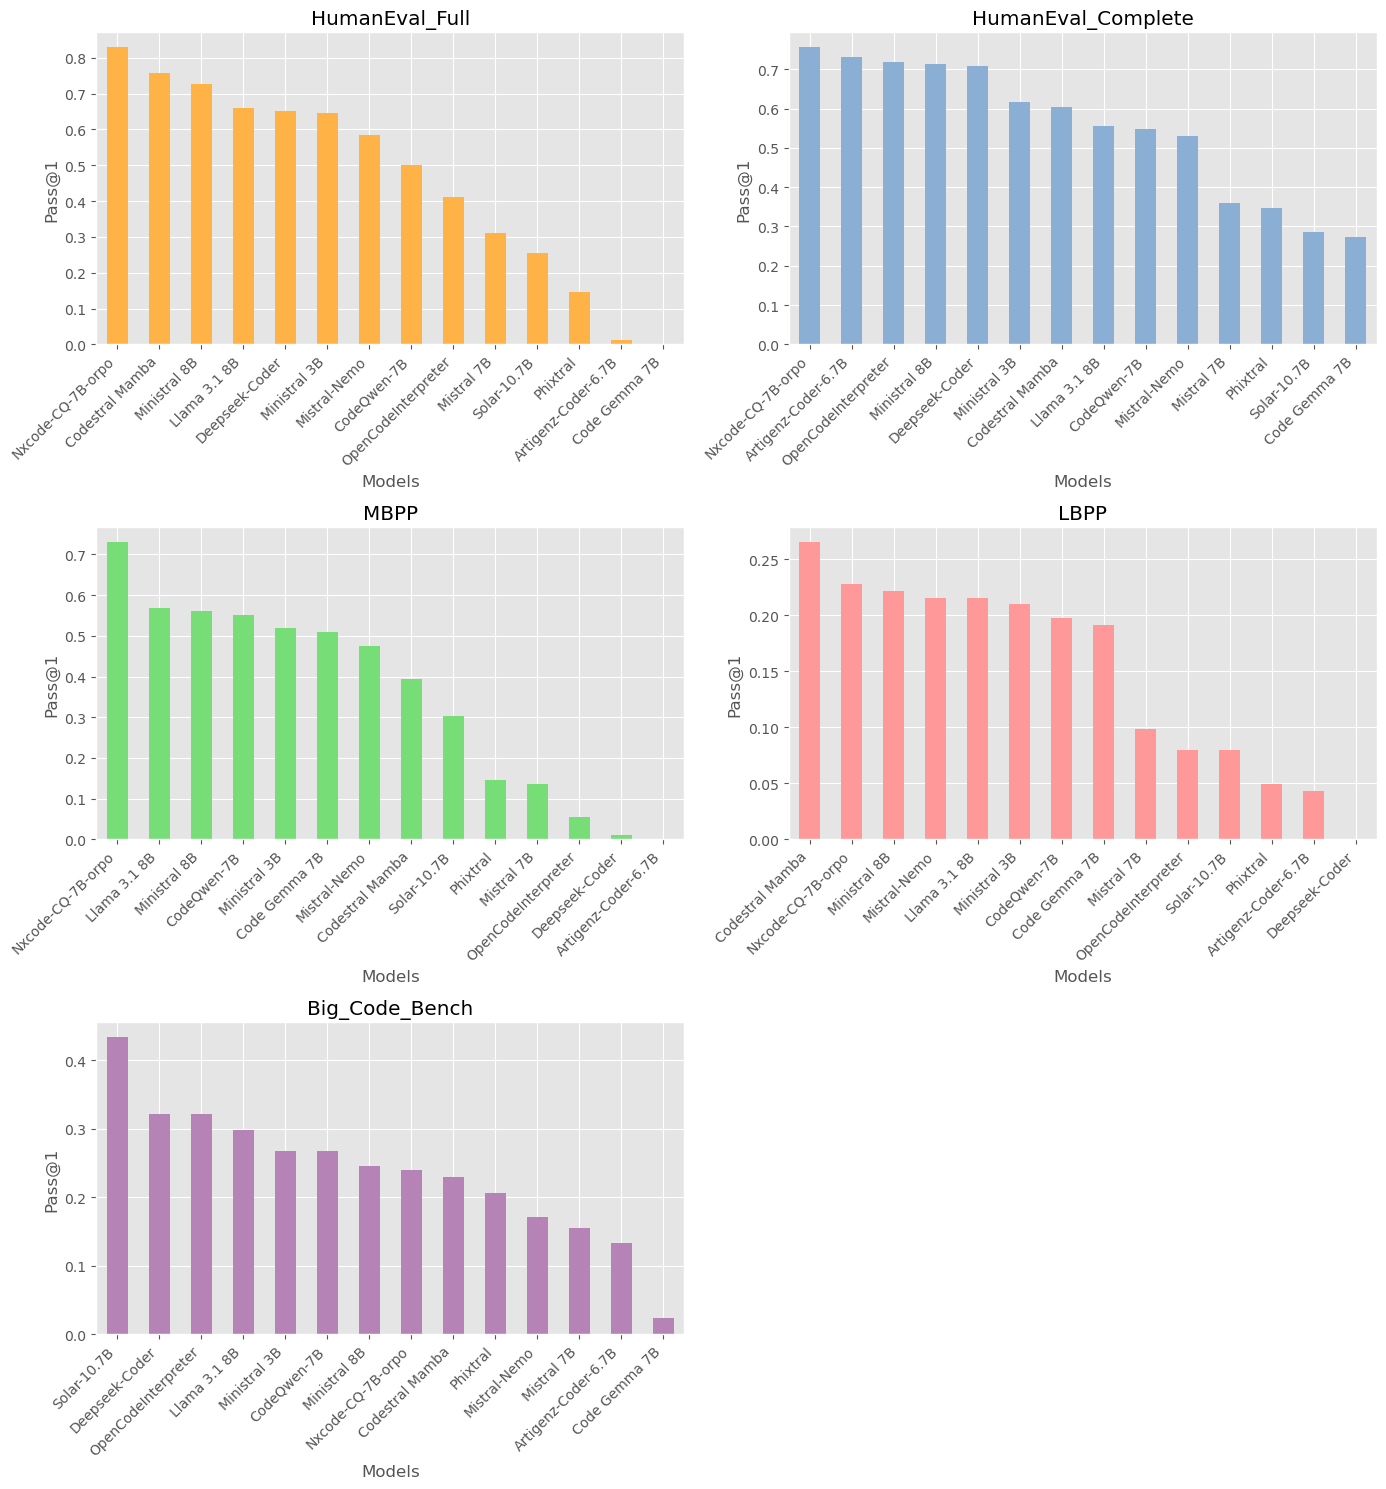 HumanEval_Full
Pass@1
0.8
0.7
0.6
0.5
0.4
0.3
0.2
0.1
0.0
Nxcode-CQ-7B-orpo
Codestral Mamba
Ministral 8B
Llama 3.1 8B
Deepseek-Coder
Ministral 3B
Mistral-Nemo
CodeQwen-7B
OpenCodeInterpreter
Mistral 7B
Solar-10.7B
Phixtral
Artigenz-Coder-6.7B
Code Gemma 7B
Models
HumanEval_Complete
Pass@1
0.7
0.6
0.5
0.4
0.3
0.2
0.1
0.0
Nxcode-CQ-7B-orpo
Artigenz-Coder-6.7B
OpenCodeInterpreter
Ministral 8B
Deepseek-Coder
Ministral 3B
Codestral Mamba
Llama 3.1 8B
CodeQwen-7B
Mistral-Nemo
Mistral 7B
Phixtral
Solar-10.7B
Code Gemma 7B
Models
MBPP
Pass@1
0.7
0.6
0.5
0.4
0.3
0.2
0.1
0.0
Nxcode-CQ-7B-orpo
Llama 3.1 8B
Ministral 8B
CodeQwen-7B
Ministral 3B
Code Gemma 7B
Mistral-Nemo
Codestral Mamba
Solar-10.7B
Phixtral
Mistral 7B
OpenCodeInterpreter
Deepseek-Coder
Artigenz-Coder-6.7B
Models
LBPP
Pass@1
0.25
0.20
0.15
0.10
0.05
0.00
Codestral Mamba
Nxcode-CQ-7B-orpo
Ministral 8B
Mistral-Nemo
Llama 3.1 8B
Ministral 3B
CodeQwen-7B
Code Gemma 7B
Mistral 7B
OpenCodeInterpreter
Solar-10.7B
Phixtral
Artigenz-Coder-6.7B
Deepseek-Coder
Models
Big_Code_Bench
Pass@1
0.4
0.3
0.2
0.1
0.0
Solar-10.7B
Deepseek-Coder
OpenCodeInterpreter
Llama 3.1 8B
Ministral 3B
CodeQwen-7B
Ministral 8B
Nxcode-CQ-7B-orpo
Codestral Mamba
Phixtral
Mistral-Nemo
Mistral 7B
Artigenz-Coder-6.7B
Code Gemma 7B
Models